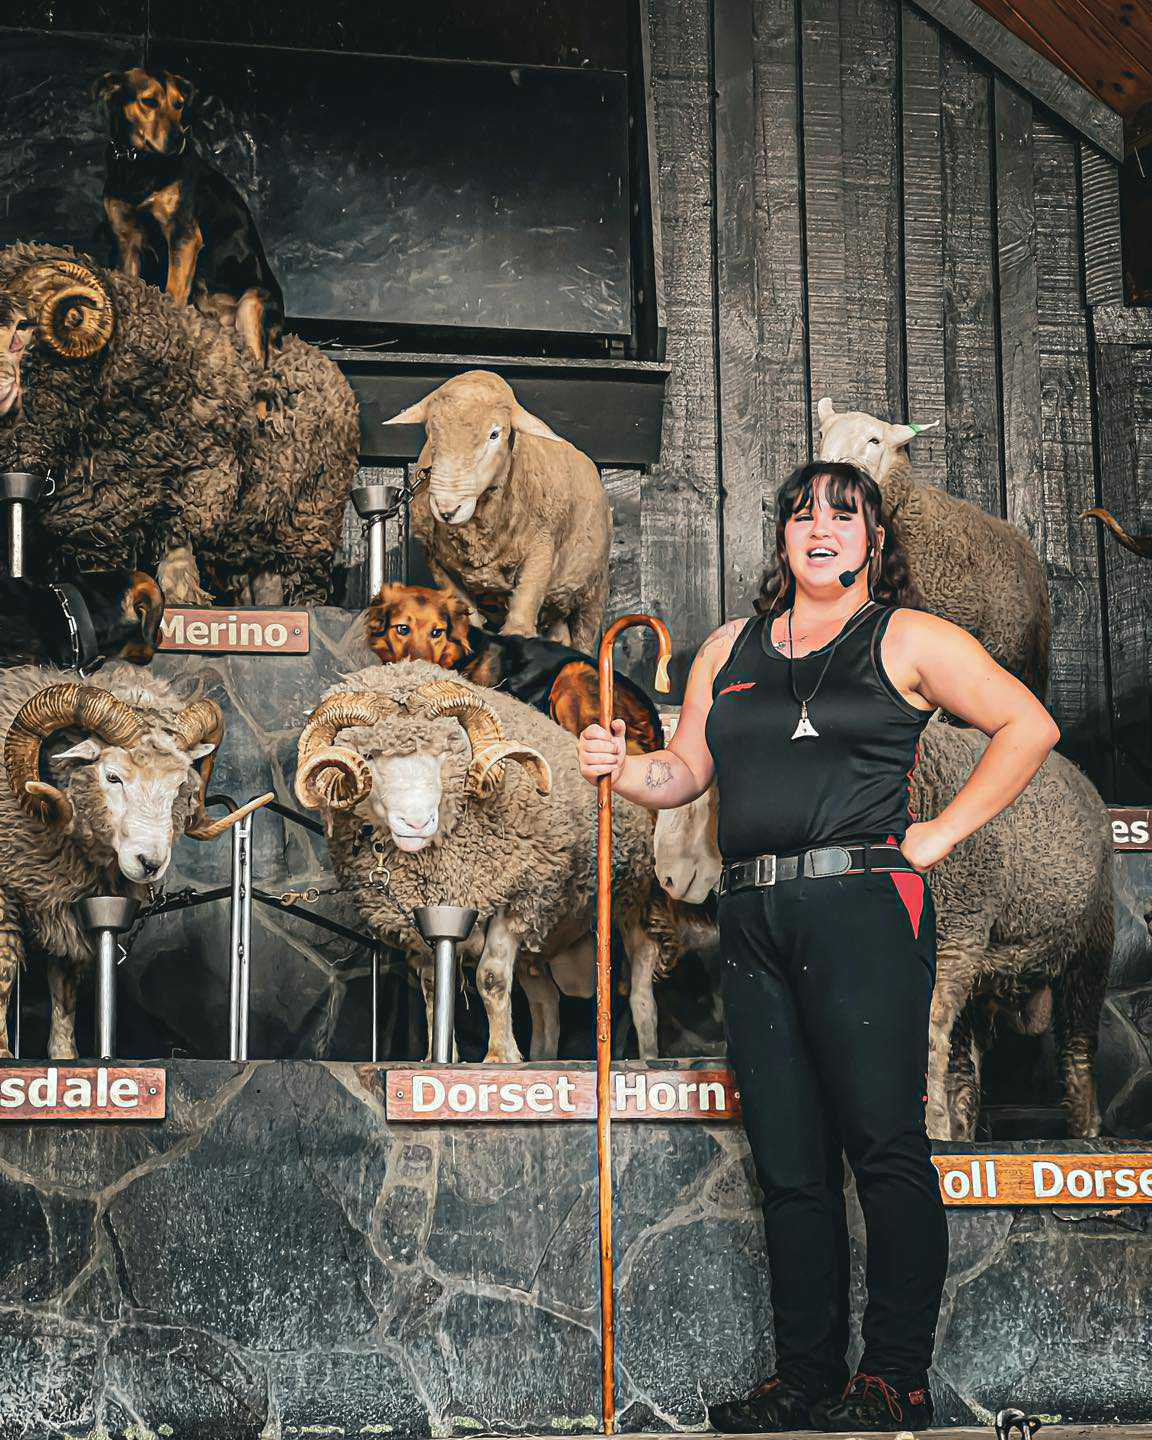 Merino
es
sdale
Dorset Horn
oll Dorse